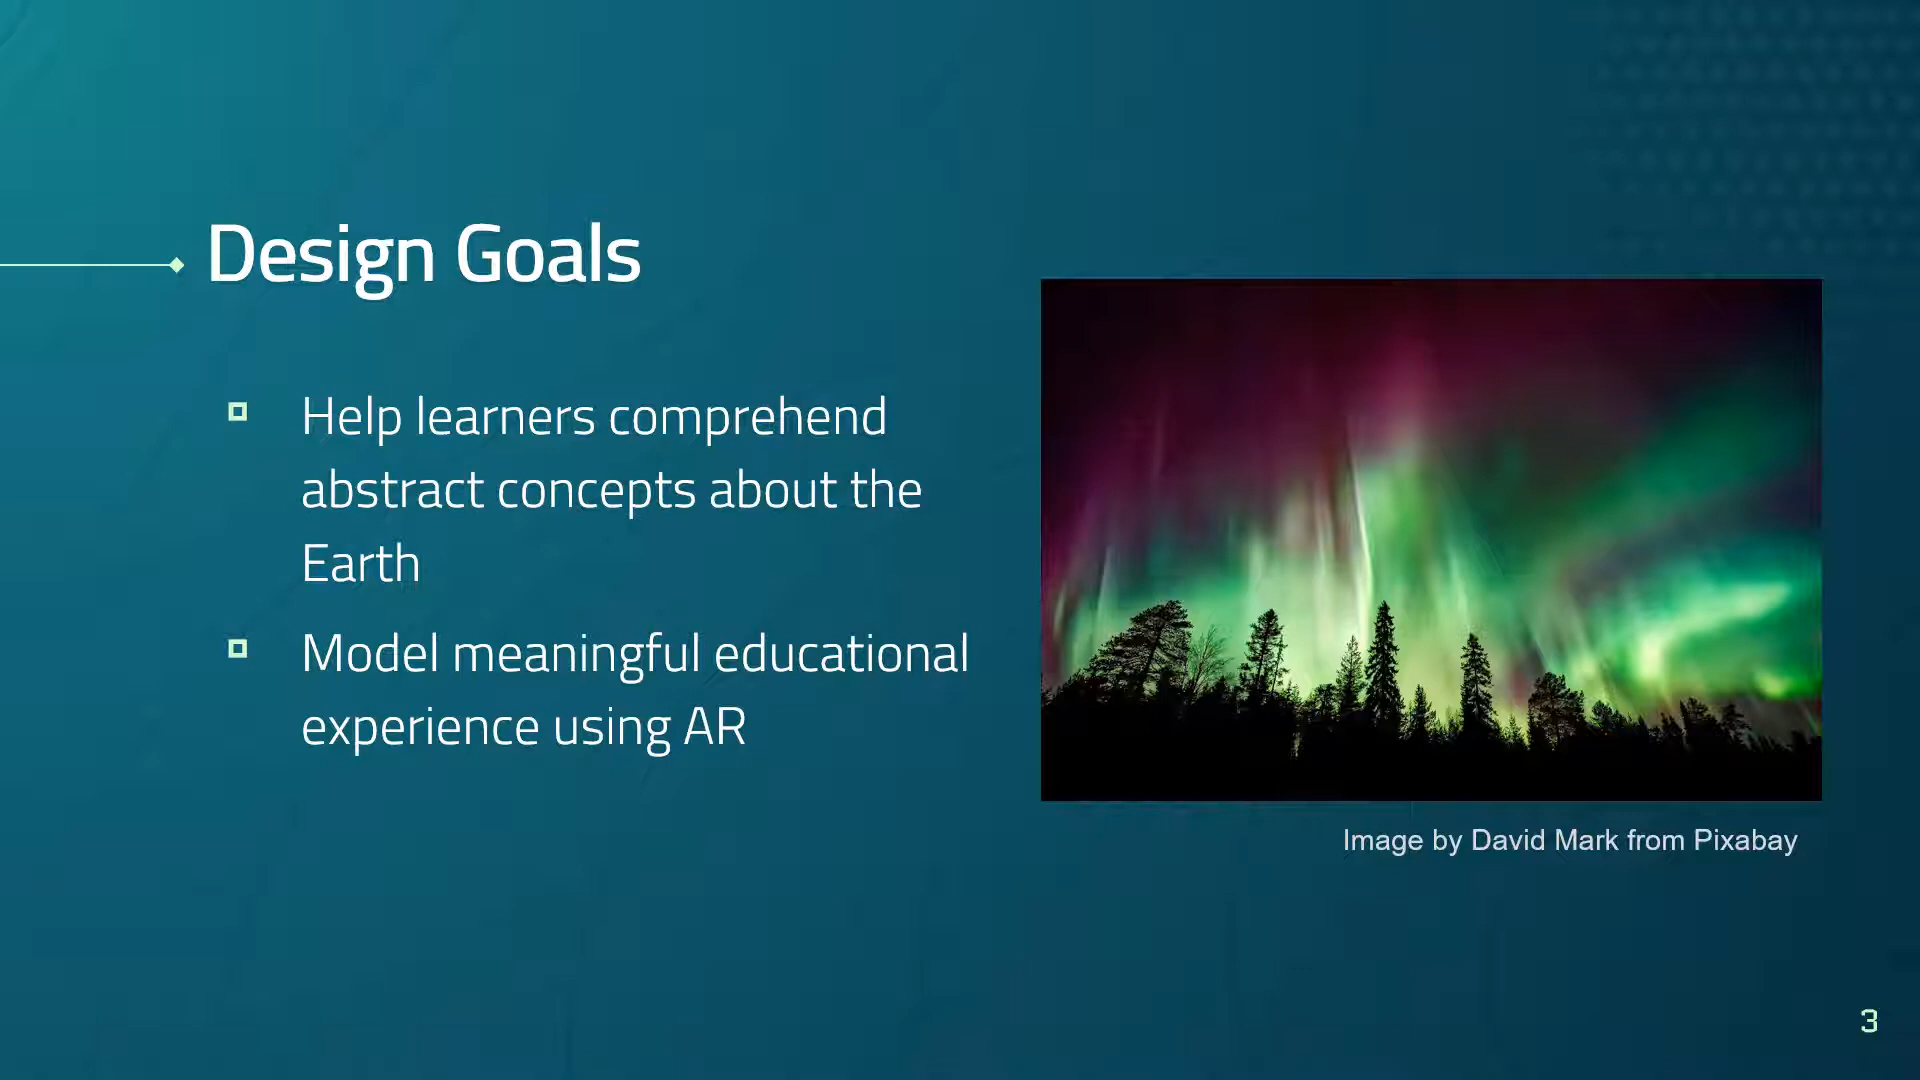 Design Goals
Help learners comprehend
abstract concepts about the
Earth
Model meaningful educational
experience using AR
Image by David Mark from Pixabay
3